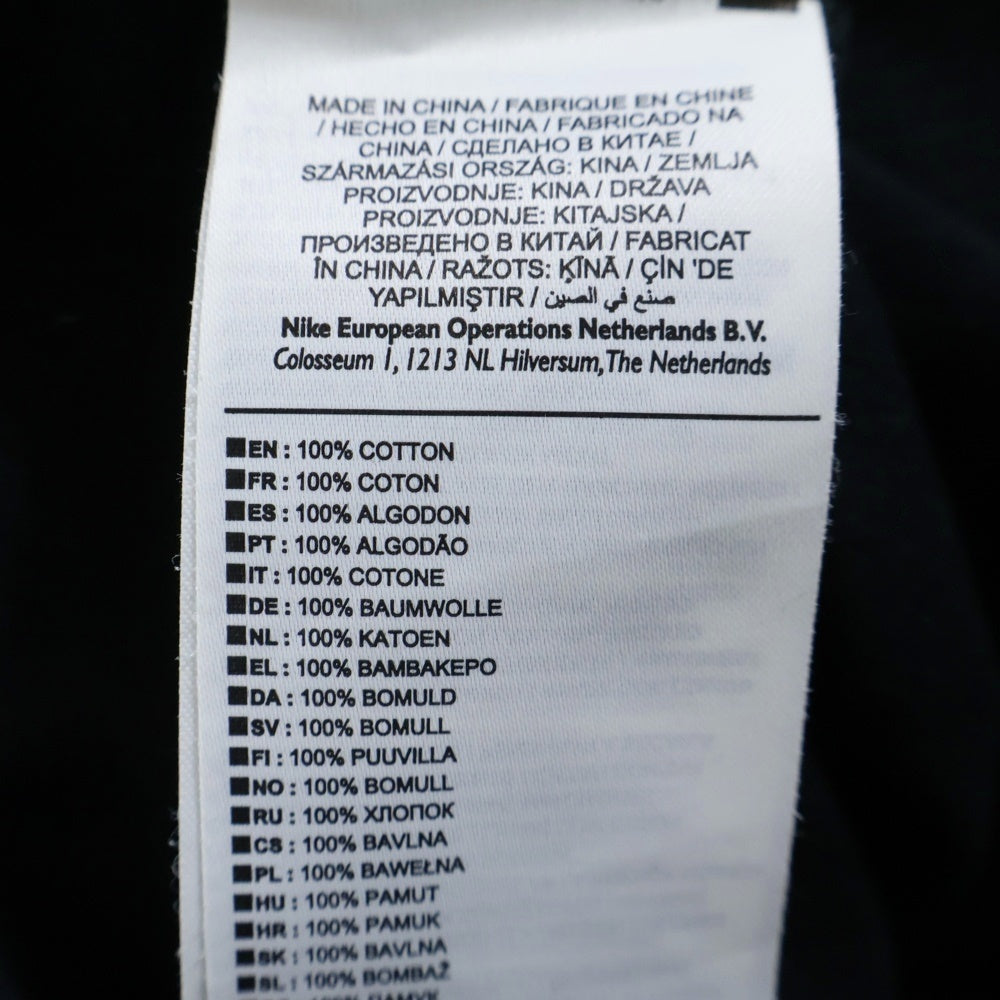 MADE IN CHINA / FABRIQUE EN CHINE
/ HECHO EN CHINA / FABRICADO NA
CHINA / СДЕЛАНО В КИТАЕ /
SZÁRMAZÁSI ORSZÁG: KINA / ZEMLJA
PROIZVODNJE: KINA / DRŽAVA
PROIZVODNJE: KITAJSKA /
ПРОИЗВЕДЕНО В КИТАЙ / FABRICAT
ÎN CHINA / RAŽOTS: ĶĪNĀ / ÇİN 'DE
YAPILMIŞTIR / صنع في الصين
Nike European Operations Netherlands B.V.
Colosseum 1, 1213 NL Hilversum, The Netherlands
EN : 100% COTTON
FR : 100% COTON
ES : 100% ALGODON
PT : 100% ALGODÃO
IT : 100% COTONE
DE : 100% BAUMWOLLE
NL : 100% KATOEN
EL : 100% ΒΑΜΒΑΚΕΡΟ
DA : 100% BOMULD
SV : 100% BOMULL
FI : 100% PUUVILLA
NO : 100% BOMULL
RU : 100% ХЛОПОК
CS : 100% BAVLNA
PL : 100% BAWEŁNA
HU : 100% PAMUT
HR : 100% PAMUK
SK : 100% BAVLNA
SL : 100% BOMBAŽ